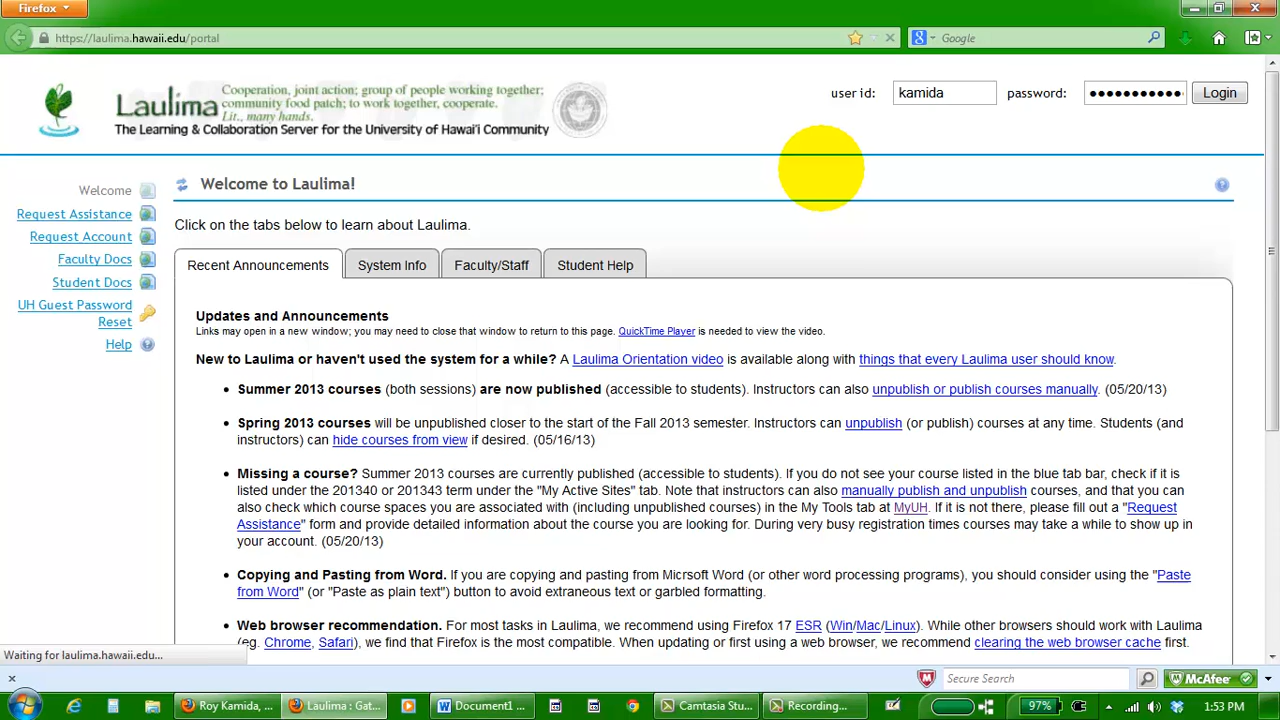 Firefox
https://laulima.hawaii.edu/portal
Google
Laulima
Cooperation, joint action; group of people working together;
community food patch; to work together, cooperate.
Lit., many hands.
The Learning & Collaboration Server for the University of Hawai'i Community
user id: kamida password: ●●●●●●●●●●●● Login
Welcome
Request Assistance
Request Account
Faculty Docs
Student Docs
UH Guest Password
Reset
Help
Welcome to Laulima!
Click on the tabs below to learn about Laulima.
Recent Announcements System Info Faculty/Staff Student Help
Updates and Announcements
Links may open in a new window; you may need to close that window to return to this page. QuickTime Player is needed to view the video.
New to Laulima or haven't used the system for a while? A Laulima Orientation video is available along with things that every Laulima user should know.
• Summer 2013 courses (both sessions) are now published (accessible to students). Instructors can also unpublish or publish courses manually. (05/20/13)
• Spring 2013 courses will be unpublished closer to the start of the Fall 2013 semester. Instructors can unpublish (or publish) courses at any time. Students (and
instructors) can hide courses from view if desired. (05/16/13)
• Missing a course? Summer 2013 courses are currently published (accessible to students). If you do not see your course listed in the blue tab bar, check if it is
listed under the 201340 or 201343 term under the "My Active Sites" tab. Note that instructors can also manually publish and unpublish courses, and that you can
also check which course spaces you are associated with (including unpublished courses) in the My Tools tab at MyUH. If it is not there, please fill out a "Request
Assistance" form and provide detailed information about the course you are looking for. During very busy registration times courses may take a while to show up in
your account. (05/20/13)
• Copying and Pasting from Word. If you are copying and pasting from Micrsoft Word (or other word processing programs), you should consider using the "Paste
from Word" (or "Paste as plain text") button to avoid extraneous text or garbled formatting.
• Web browser recommendation. For most tasks in Laulima, we recommend using Firefox 17 ESR (Win/Mac/Linux). While other browsers should work with Laulima
(eg. Chrome, Safari), we find that Firefox is the most compatible. When updating or first using a web browser, we recommend clearing the web browser cache first.
Waiting for laulima.hawaii.edu...
Secure Search
McAfee
Roy Kamida, ...
Laulima : Gat...
Document1 ...
Camtasia Stu...
Recording...
97%
1:53 PM